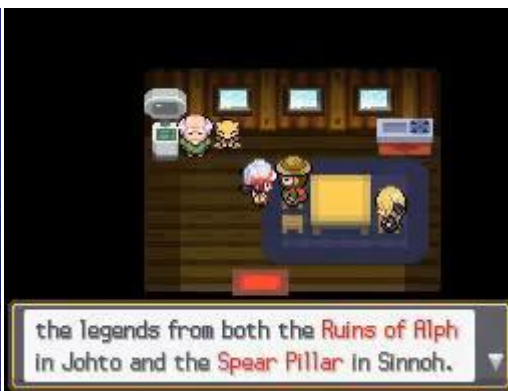 the legends from both the Ruins of Alph
in Johto and the Spear Pillar in Sinnoh.